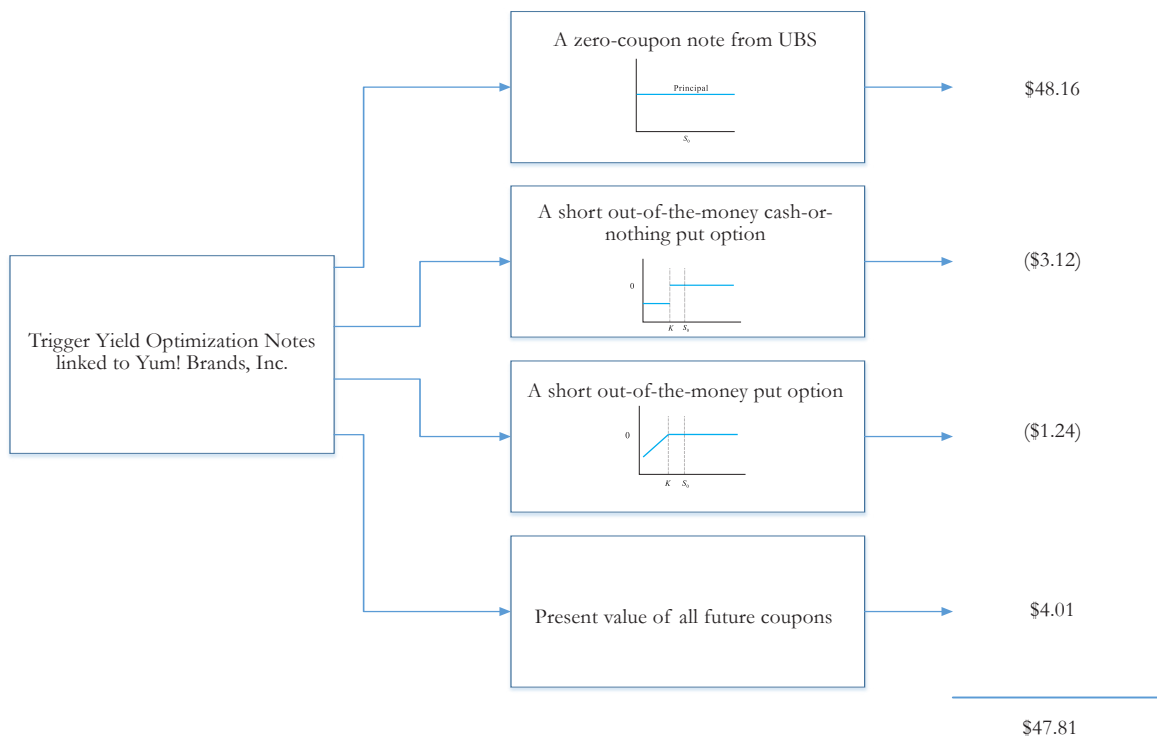 A zero-coupon note from UBS
Principal
S₀
$48.16
A short out-of-the-money cash-or-
nothing put option
0
K S₀
($3.12)
Trigger Yield Optimization Notes
linked to Yum! Brands, Inc.
A short out-of-the-money put option
0
K S₀
($1.24)
Present value of all future coupons
$4.01
$47.81